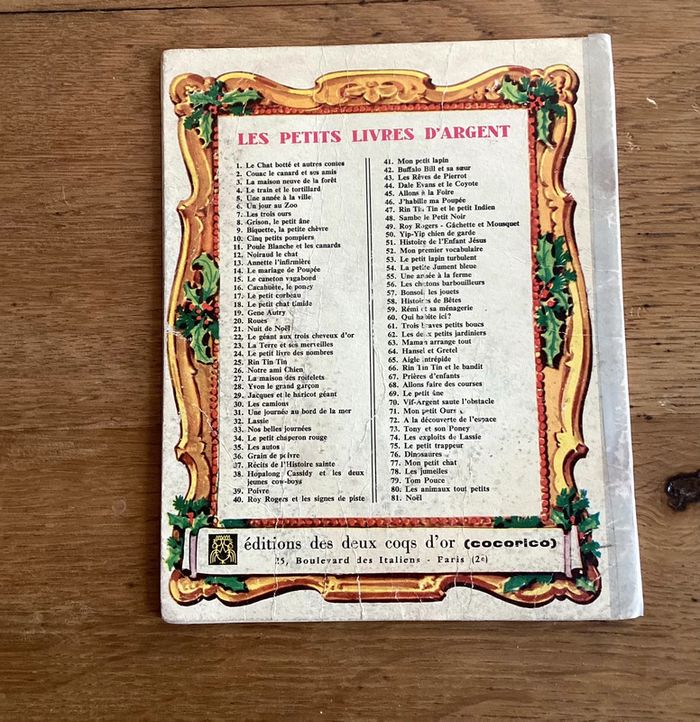 LES PETITS LIVRES D'ARGENT
1. Le Chat botté et autres contes
2. Couac le canard et ses amis
3. La maison neuve de la forêt
4. Le train et le tortillard
5. Une année à la ville
6. Un jour au Zoo
7. Les trois ours
8. Grison, le petit âne
9. Biquette, la petite chèvre
10. Cinq petits pompiers
11. Poule Blanche et les canards
12. Noiraud le chat
13. Annette l'infirmière
14. Le mariage de Poupée
15. Le caneton vagabond
16. Cacahuète, le poney
17. Le petit corbeau
18. Le petit chat timide
19. Gene Autry
20. Roues
21. Nuit de Noël
22. Le géant aux trois cheveux d'or
23. La Terre et ses merveilles
24. Le petit livre des nombres
25. Rin Tin Tin
26. Notre ami Chien
27. La maison des roitelets
28. Yvon le grand garçon
29. Jacques et le haricot géant
30. Les camions
31. Une journée au bord de la mer
32. Lassie
33. Nos belles journées
34. Le petit chaperon rouge
35. Les autos
36. Grain de poivre
37. Récits de l'Histoire sainte
38. Hopalong Cassidy et les deux
jeunes cow-boys
39. Poivre
40. Roy Rogers et les signes de piste
41. Mon petit lapin
42. Buffalo Bill et sa sœur
43. Les Rêves de Pierrot
44. Dale Evans et le Coyote
45. Allons à la Foire
46. J'habille ma Poupée
47. Rin Tin Tin et le petit Indien
48. Sambo le Petit Noir
49. Roy Rogers - Gâchette et Mousquet
50. Yip-Yip chien de garde
51. Histoire de l'Enfant Jésus
52. Mon premier vocabulaire
53. Le petit lapin turbulent
54. La petite Jument bleue
55. Une année à la ferme
56. Les chatons barbouilleurs
57. Bonsoir les jouets
58. Histoires de Bêtes
59. Rémi et sa ménagerie
60. Qui habite ici?
61. Trois braves petits boucs
62. Les deux petits jardiniers
63. Maman arrange tout
64. Hansel et Gretel
65. Aigle intrépide
66. Rin Tin Tin et le bandit
67. Prières d'enfants
68. Allons faire des courses
69. Le petit âne
70. Vif-Argent saute l'obstacle
71. Mon petit Ours
72. A la découverte de l'espace
73. Tony et son Poney
74. Les exploits de Lassie
75. Le petit trappeur
76. Dinosaures
77. Mon petit chat
78. Les jumelles
79. Tom Pouce
80. Les animaux tout petits
81. Noël
éditions des deux coqs d'or (cocorico)
25, Boulevard des Italiens - Paris (2e)